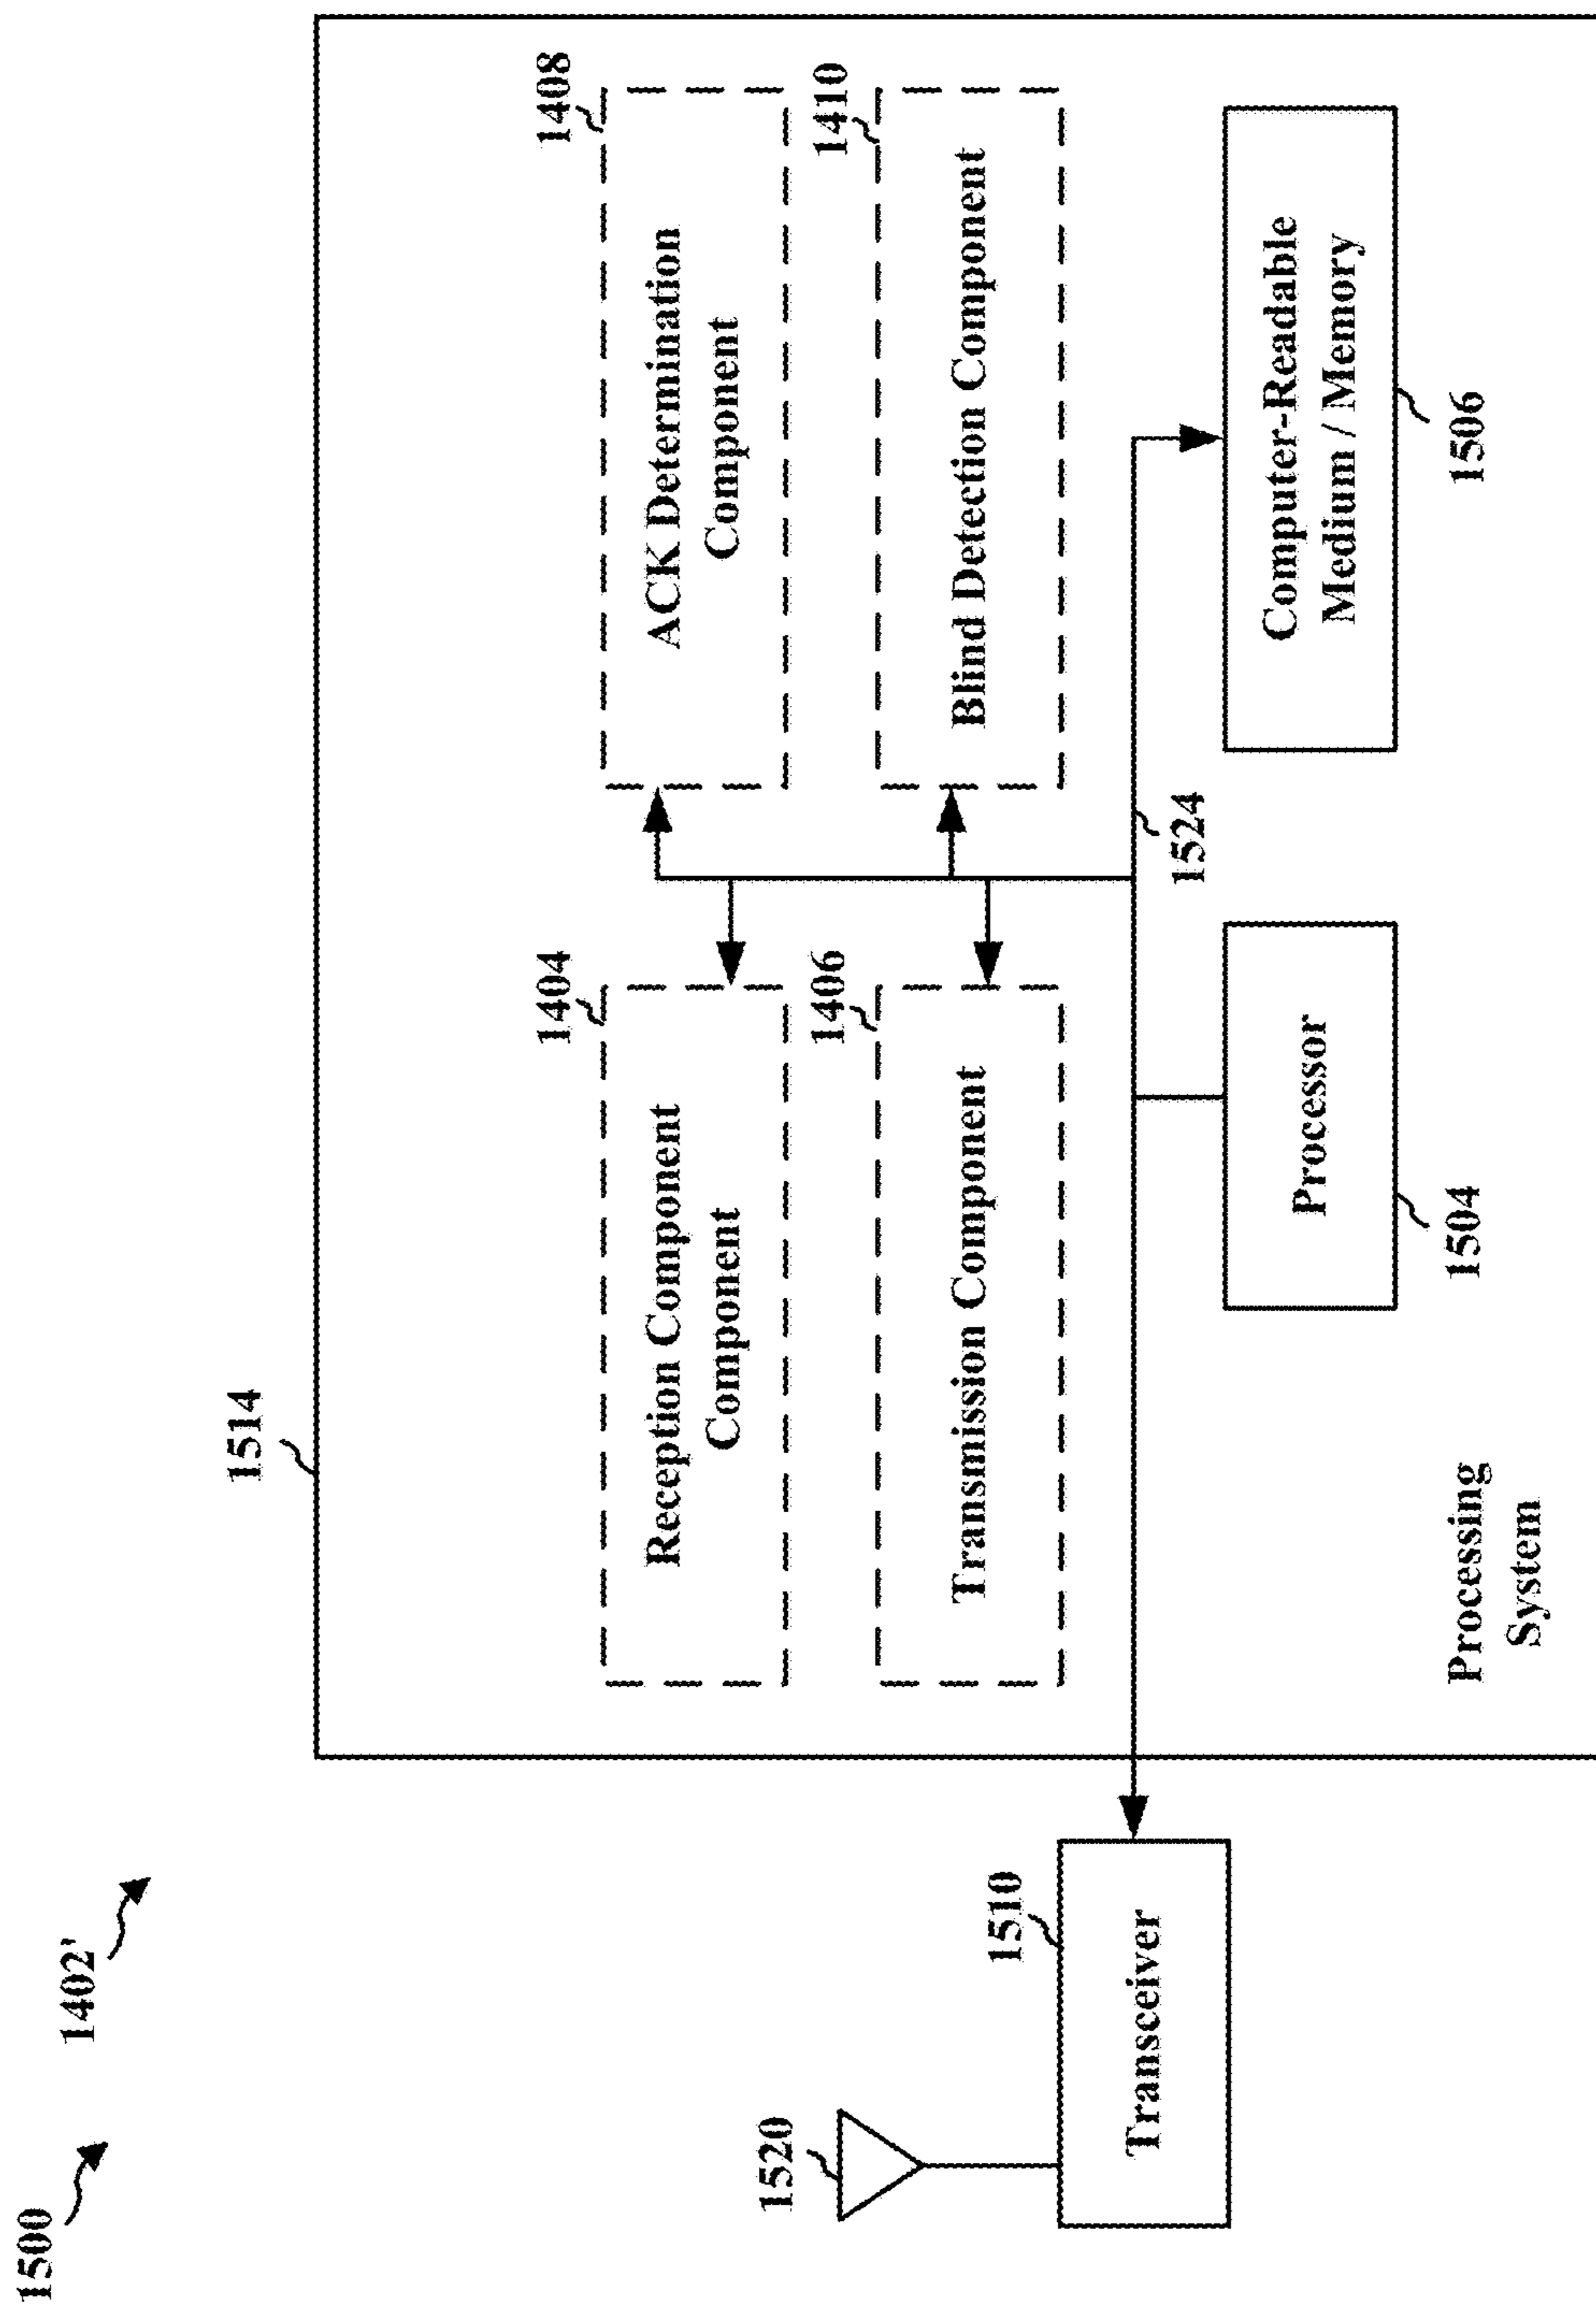 1500
1402'
1514
1404
1408
Reception Component
Component
ACK Determination
Component
1520
1406
1410
Transmission Component
Blind Detection Component
1510
Transceiver
1524
Processor
Computer-Readable
Medium / Memory
1504
1506
Processing
System